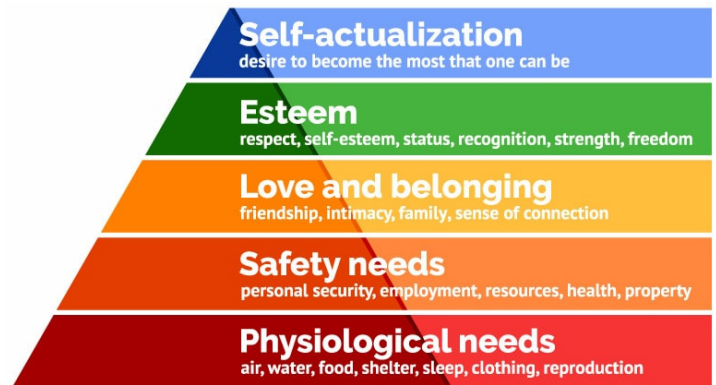 Self-actualization
desire to become the most that one can be
Esteem
respect, self-esteem, status, recognition, strength, freedom
Love and belonging
friendship, intimacy, family, sense of connection
Safety needs
personal security, employment, resources, health, property
Physiological needs
air, water, food, shelter, sleep, clothing, reproduction